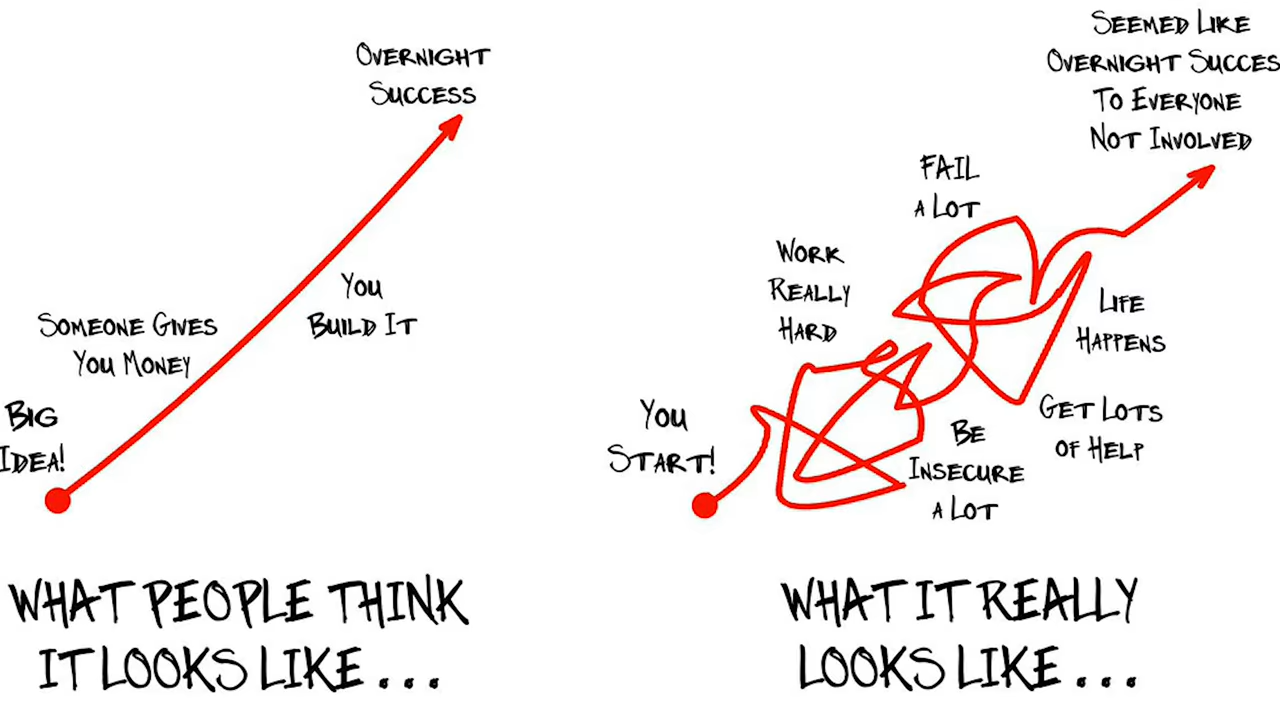 OVERNIGHT
SUCCESS
SOMEONE GIVES
YOU MONEY
YOU
BUILD IT
BIG
IDEA!
WHAT PEOPLE THINK
IT LOOKS LIKE...
SEEMED LIKE
OVERNIGHT SUCCES
TO EVERYONE
NOT INVOLVED
FAIL
A LOT
WORK
REALLY
HARD
LIFE
HAPPENS
GET LOTS
OF HELP
YOU
START!
BE
INSECURE
A LOT
WHAT IT REALLY
LOOKS LIKE...